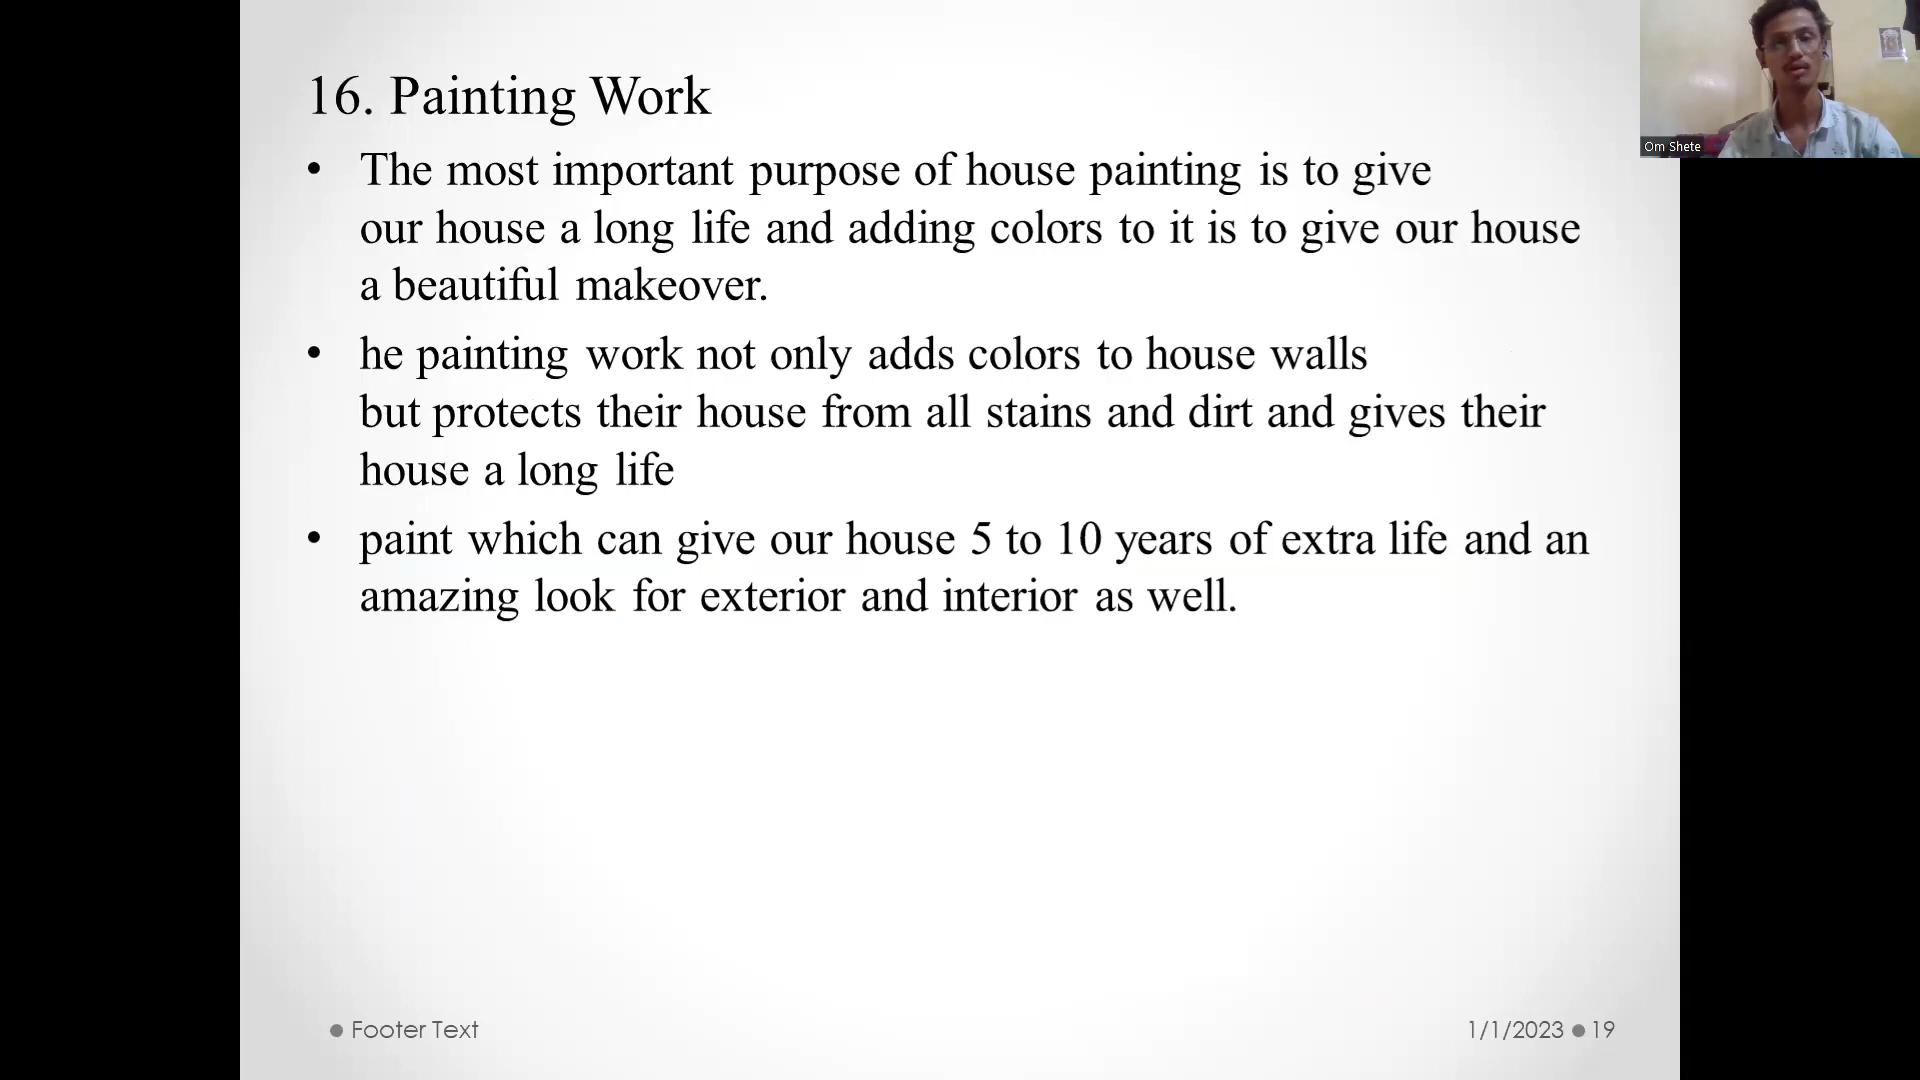 16. Painting Work
• The most important purpose of house painting is to give
our house a long life and adding colors to it is to give our house
a beautiful makeover.
• he painting work not only adds colors to house walls
but protects their house from all stains and dirt and gives their
house a long life
• paint which can give our house 5 to 10 years of extra life and an
amazing look for exterior and interior as well.
Om Shete
Footer Text
1/1/2023 19